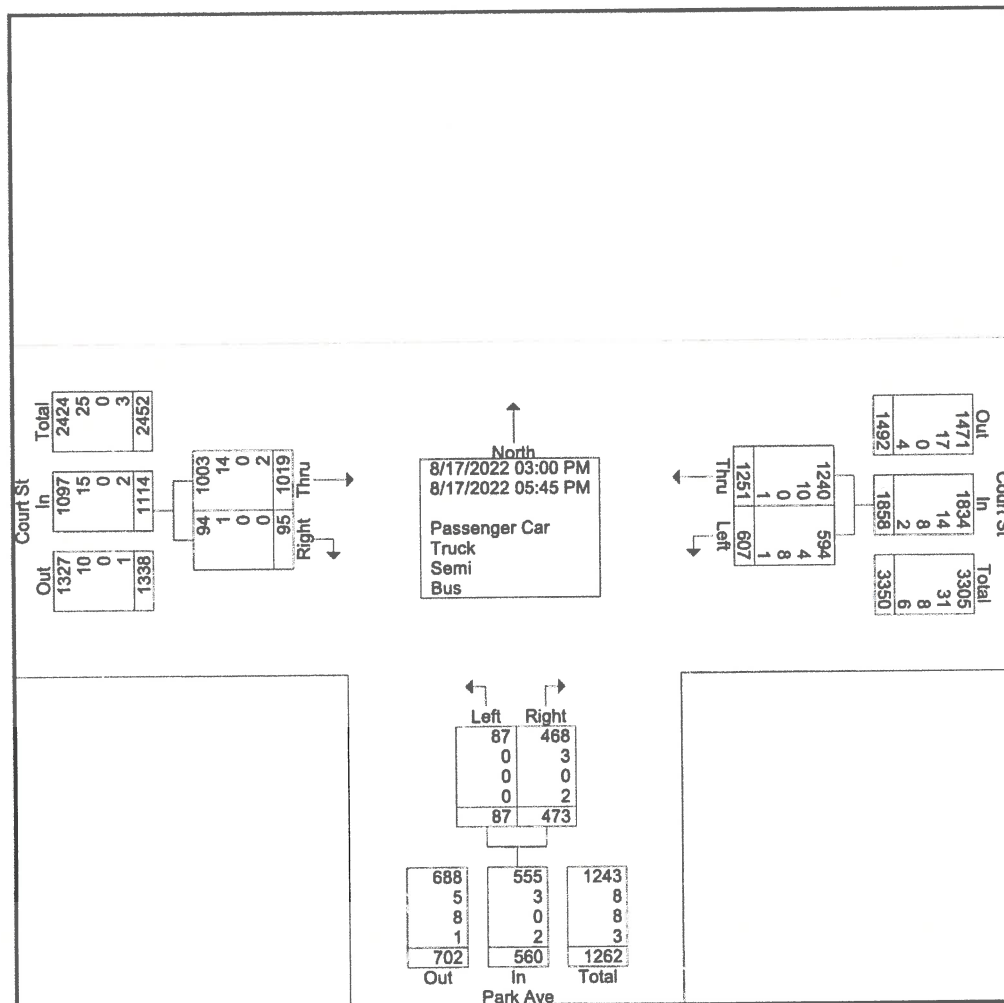 North
8/17/2022 03:00 PM
8/17/2022 05:45 PM
Passenger Car
Truck
Semi
Bus
Court St
Total
2424
25
0
3
2452
In
1097
15
0
2
1114
Out
1327
10
0
1
1338
Thru
1003
14
0
2
1019
Right
94
1
0
0
95
Court St
Out
1471
17
0
4
1492
In
1834
14
8
2
1858
Total
3305
31
8
6
3350
Thru
1240
10
0
1
1251
Left
594
4
8
1
607
Left Right
87 468
0 3
0 0
0 2
87 473
688 555 1243
5 3 8
8 0 8
1 2 3
702 560 1262
Out In Total
Park Ave